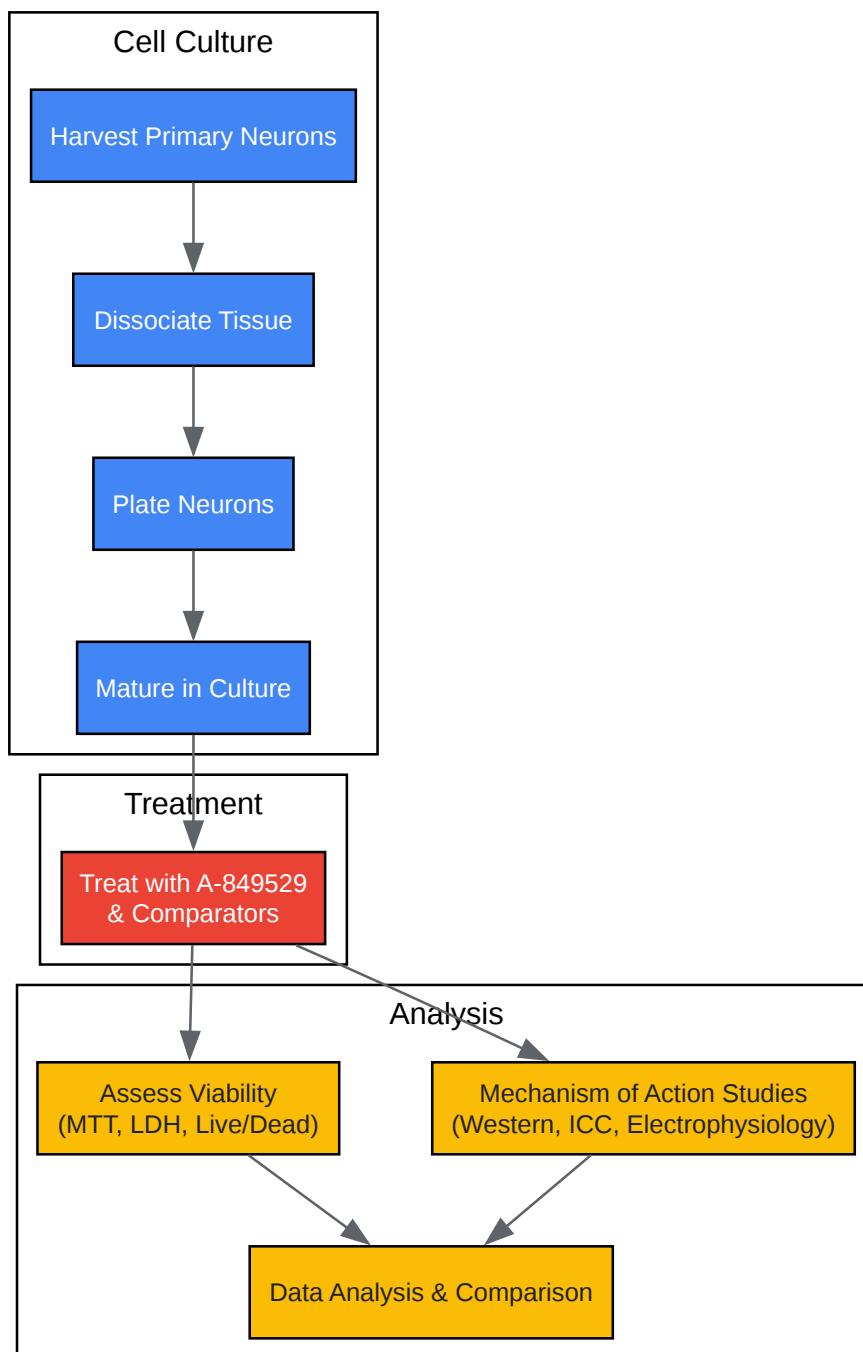 Cell Culture
Harvest Primary Neurons
Dissociate Tissue
Plate Neurons
Mature in Culture
Treatment
Treat with A-849529
& Comparators
Analysis
Assess Viability
(MTT, LDH, Live/Dead)
Mechanism of Action Studies
(Western, ICC, Electrophysiology)
Data Analysis & Comparison